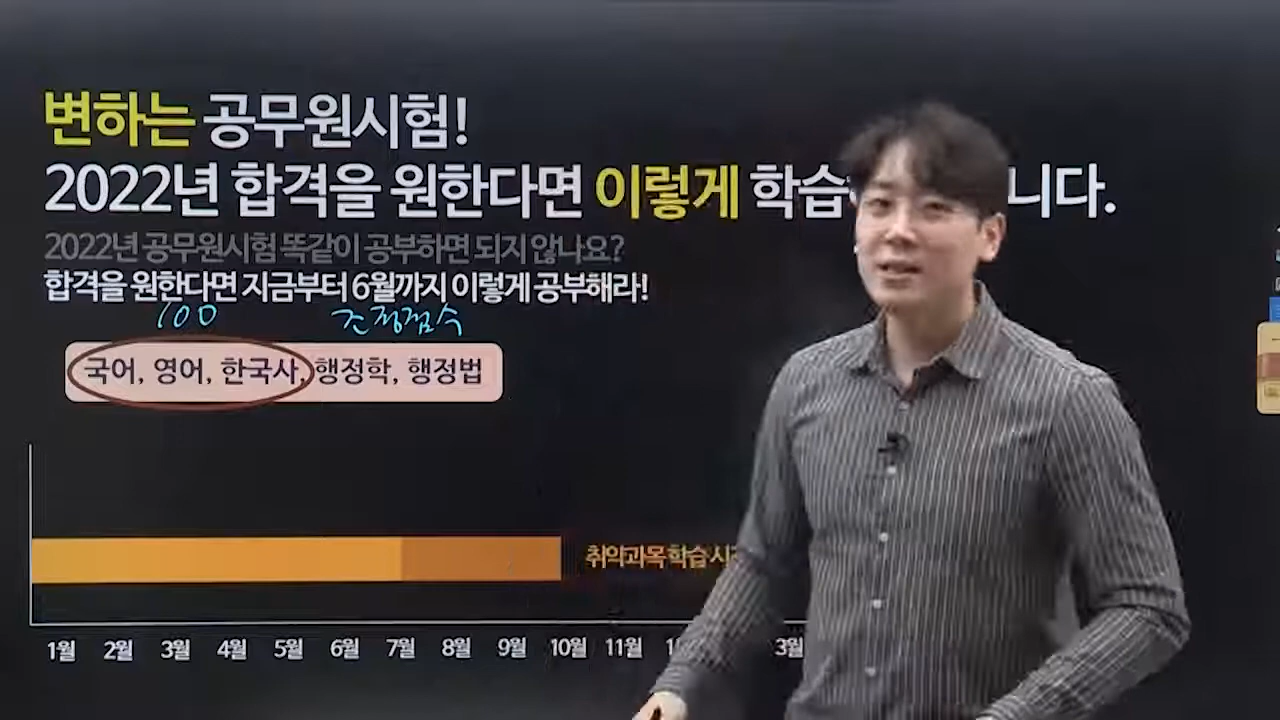 변하는 공무원시험!
2022년 합격을 원한다면 이렇게 학습 니다.
2022년 공무원시험 똑같이 공부하면 되지 않나요?
합격을 원한다면 지금부터 6월까지 이렇게 공부해라!
100 조정점수
국어, 영어, 한국사, 행정학, 행정법
취약과목 학습
1월 2월 3월 4월 5월 6월 7월 8월 9월 10월 11월 3월